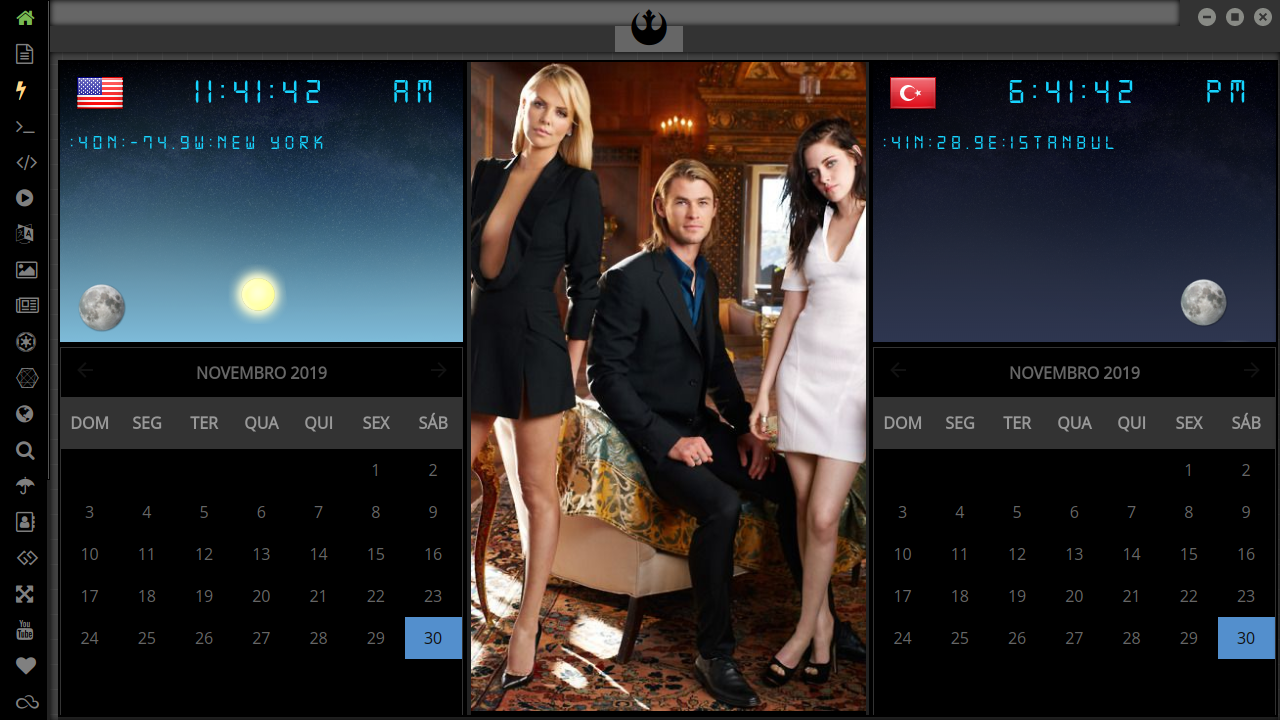 11:41:42 AM
:40N:-74.9W:NEW YORK
NOVEMBRO 2019
DOM SEG TER QUA QUI SEX SÁB
1 2
3 4 5 6 7 8 9
10 11 12 13 14 15 16
17 18 19 20 21 22 23
24 25 26 27 28 29 30
6:41:42 PM
:41N:28.9E:ISTANBUL
NOVEMBRO 2019
DOM SEG TER QUA QUI SEX SÁB
1 2
3 4 5 6 7 8 9
10 11 12 13 14 15 16
17 18 19 20 21 22 23
24 25 26 27 28 29 30
You
Tube